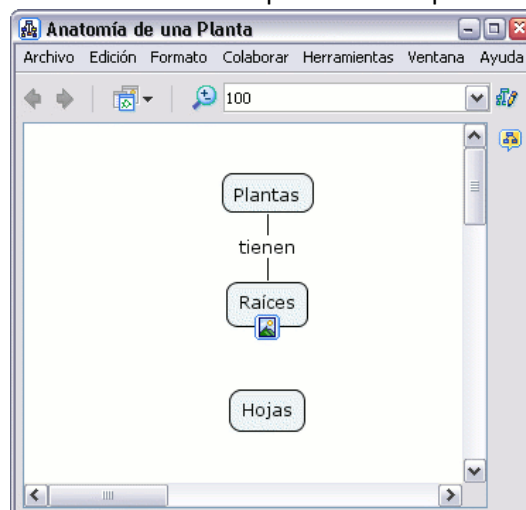 Anatomía de una Planta
Archivo Edición Formato Colaborar Herramientas Ventana Ayuda
100
Plantas
tienen
Raíces
Hojas